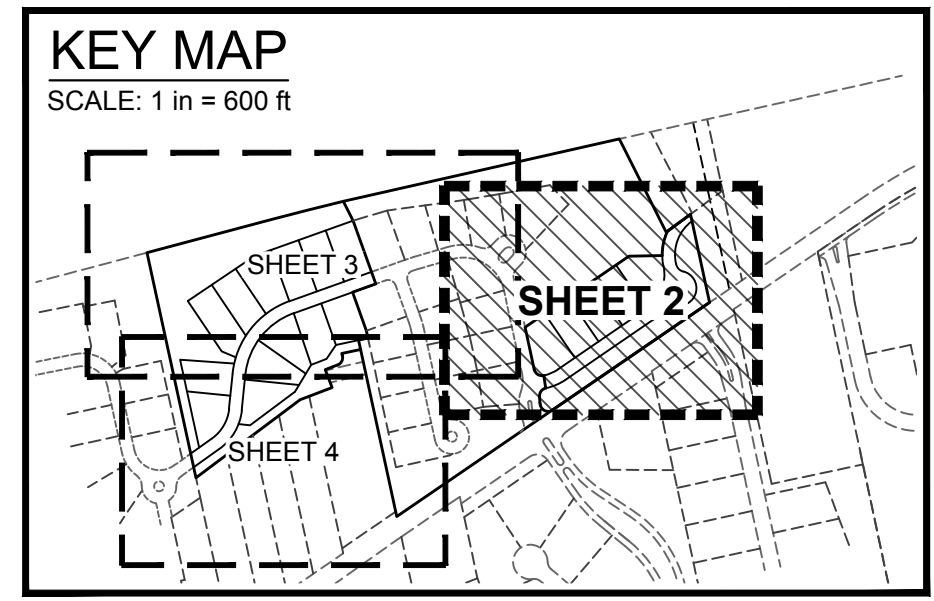 KEY MAP
SCALE: 1 in = 600 ft
SHEET 3
SHEET 2
SHEET 4